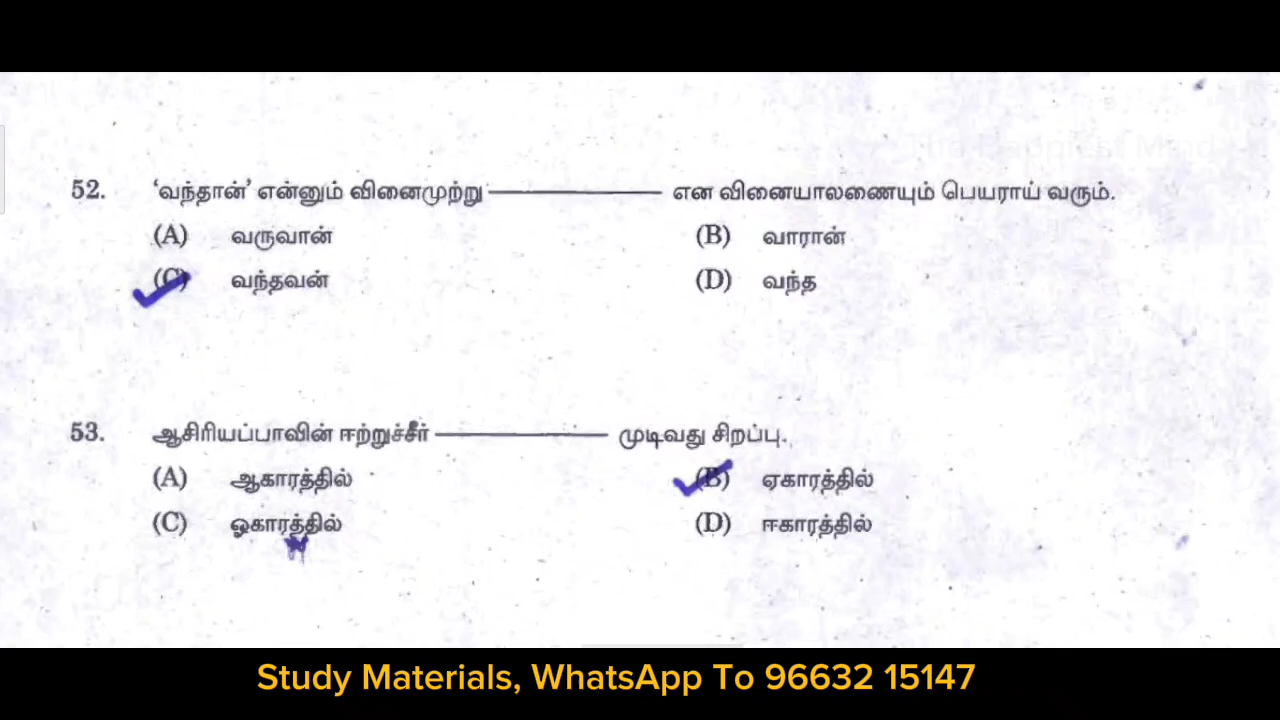 52. 'வந்தான்' என்னும் வினைமுற்று ———— என வினையாலணையும் பெயராய் வரும்.
(A) வருவான் (B) வாரான்
(C) வந்தவன் (D) வந்த
53. ஆசிரியப்பாவின் ஈற்றுச்சீர் ———— முடிவது சிறப்பு.
(A) ஆகாரத்தில் (B) ஏகாரத்தில்
(C) ஓகாரத்தில் (D) ஈகாரத்தில்
Study Materials, WhatsApp To 96632 15147